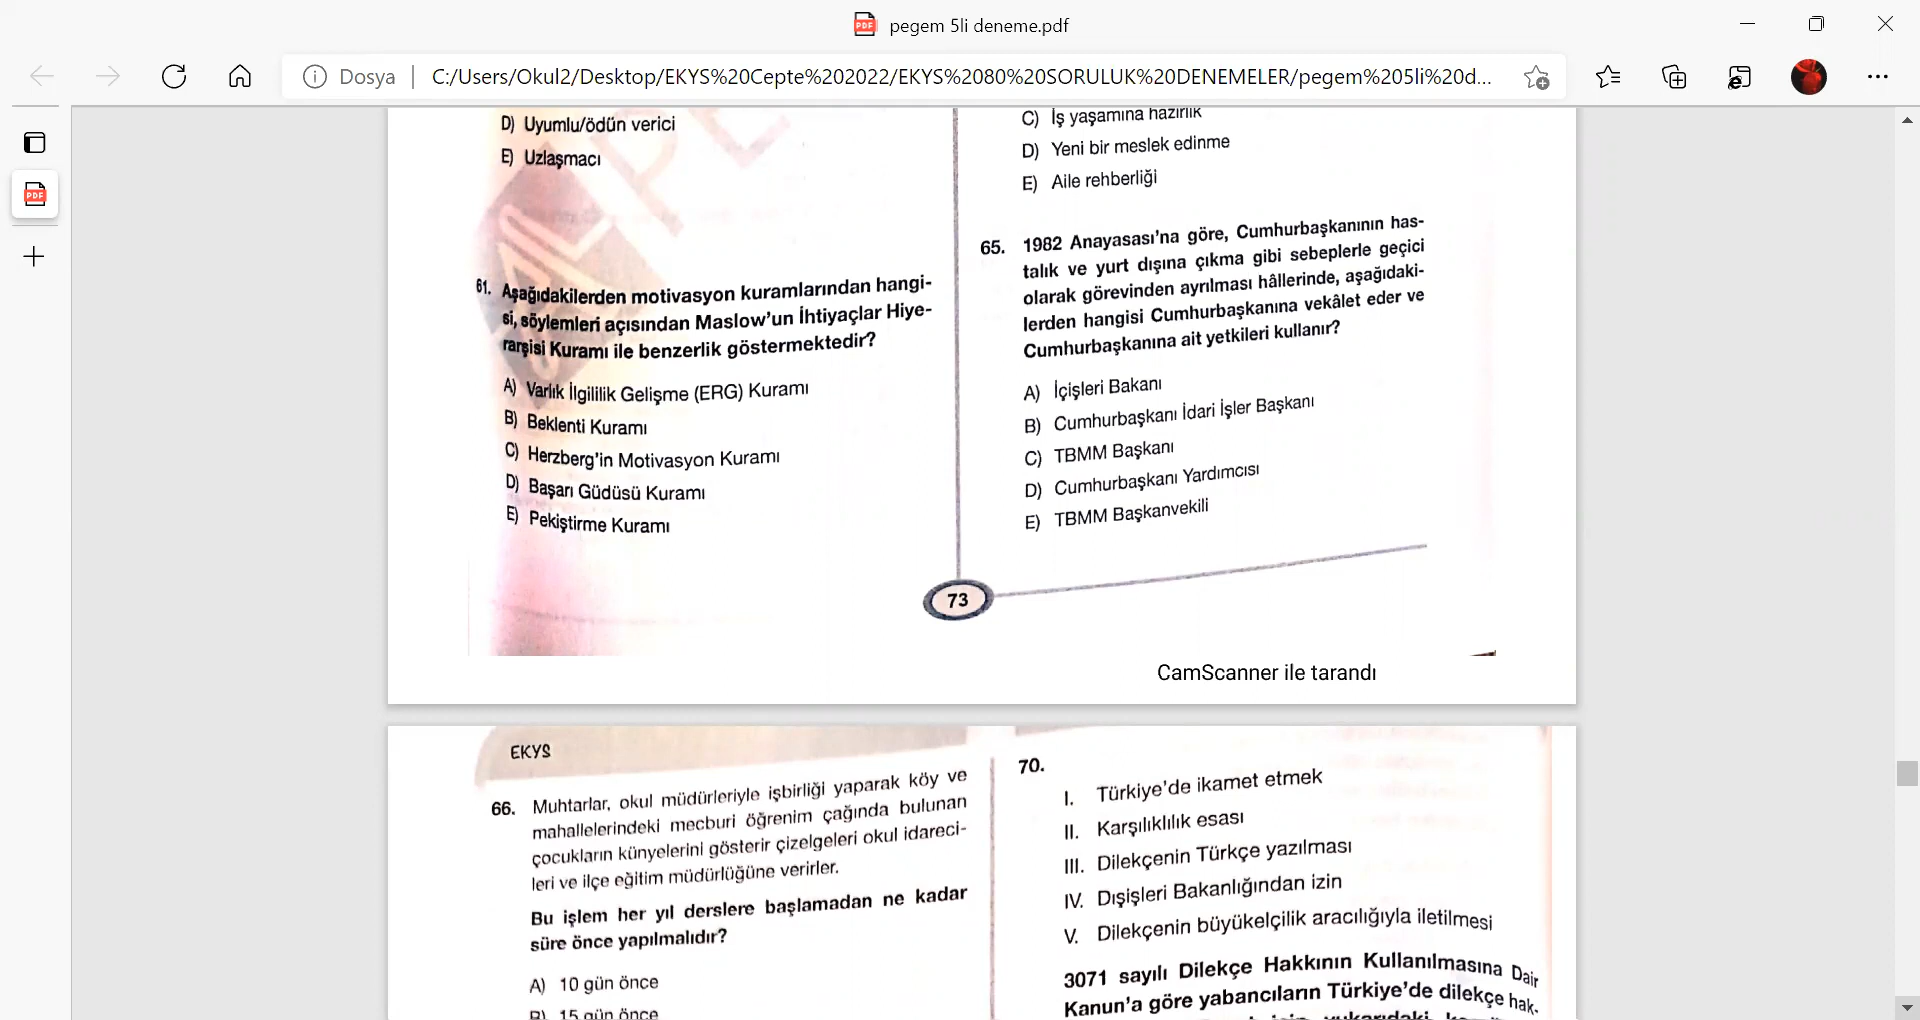 pegem 5li deneme.pdf
Dosya
C:/Users/Okul2/Desktop/EKYS%20Cepte%202022/EKYS%2080%20SORULUK%20DENEMELER/pegem%205li%20d...
D) Uyumlu/ödün verici
E) Uzlaşmacı
61. Aşağıdakilerden motivasyon kuramlarından hangi-
si, söylemleri açısından Maslow'un İhtiyaçlar Hiye-
rarşisi Kuramı ile benzerlik göstermektedir?
A) Varlık İlgililik Gelişme (ERG) Kuramı
B) Beklenti Kuramı
C) Herzberg'in Motivasyon Kuramı
D) Başarı Güdüsü Kuramı
E) Pekiştirme Kuramı
C) İş yaşamına hazırlık
D) Yeni bir meslek edinme
E) Aile rehberliği
65. 1982 Anayasası'na göre, Cumhurbaşkanının has-
talık ve yurt dışına çıkma gibi sebeplerle geçici
olarak görevinden ayrılması hâllerinde, aşağıdaki-
lerden hangisi Cumhurbaşkanına vekâlet eder ve
Cumhurbaşkanına ait yetkileri kullanır?
A) İçişleri Bakanı
B) Cumhurbaşkanı İdari İşler Başkanı
C) TBMM Başkanı
D) Cumhurbaşkanı Yardımcısı
E) TBMM Başkanvekili
73
CamScanner ile tarandı
EKYS
66. Muhtarlar, okul müdürleriyle işbirliği yaparak köy ve
mahallelerindeki mecburi öğrenim çağında bulunan
çocukların künyelerini gösterir çizelgeleri okul idareci-
leri ve ilçe eğitim müdürlüğüne verirler.
Bu işlem her yıl derslere başlamadan ne kadar
süre önce yapılmalıdır?
A) 10 gün önce
B) 15 gün önce
70.
I. Türkiye'de ikamet etmek
II. Karşılıklılık esası
III. Dilekçenin Türkçe yazılması
IV. Dışişleri Bakanlığından izin
V. Dilekçenin büyükelçilik aracılığıyla iletilmesi
3071 sayılı Dilekçe Hakkının Kullanılmasına Dair
Kanun'a göre yabancıların Türkiye'de dilekçe hak-